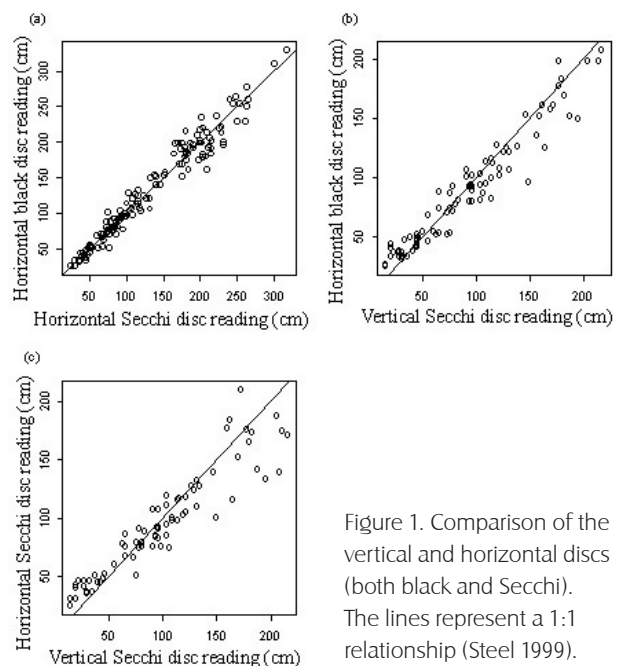 (a)
Horizontal black disc reading (cm)
50 100 150 200 300
50 100 150 200 250 300
Horizontal Secchi disc reading (cm)
(b)
Horizontal black disc reading (cm)
50 100 150 200
50 100 150 200
Vertical Secchi disc reading (cm)
(c)
Horizontal Secchi disc reading (cm)
50 100 150 200
50 100 150 200
Vertical Secchi disc reading (cm)
Figure 1. Comparison of the
vertical and horizontal discs
(both black and Secchi).
The lines represent a 1:1
relationship (Steel 1999).